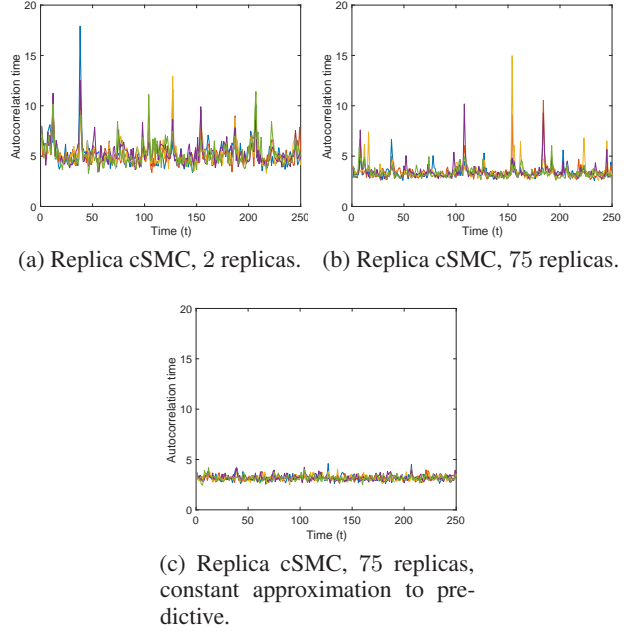 20
15
10
5
0
Autocorrelation time
0 50 100 150 200 250
Time (t)
(a) Replica cSMC, 2 replicas.
20
15
10
5
0
Autocorrelation time
0 50 100 150 200 250
Time (t)
(b) Replica cSMC, 75 replicas.
20
15
10
5
0
Autocorrelation time
0 50 100 150 200 250
Time (t)
(c) Replica cSMC, 75 replicas,
constant approximation to pre-
dictive.